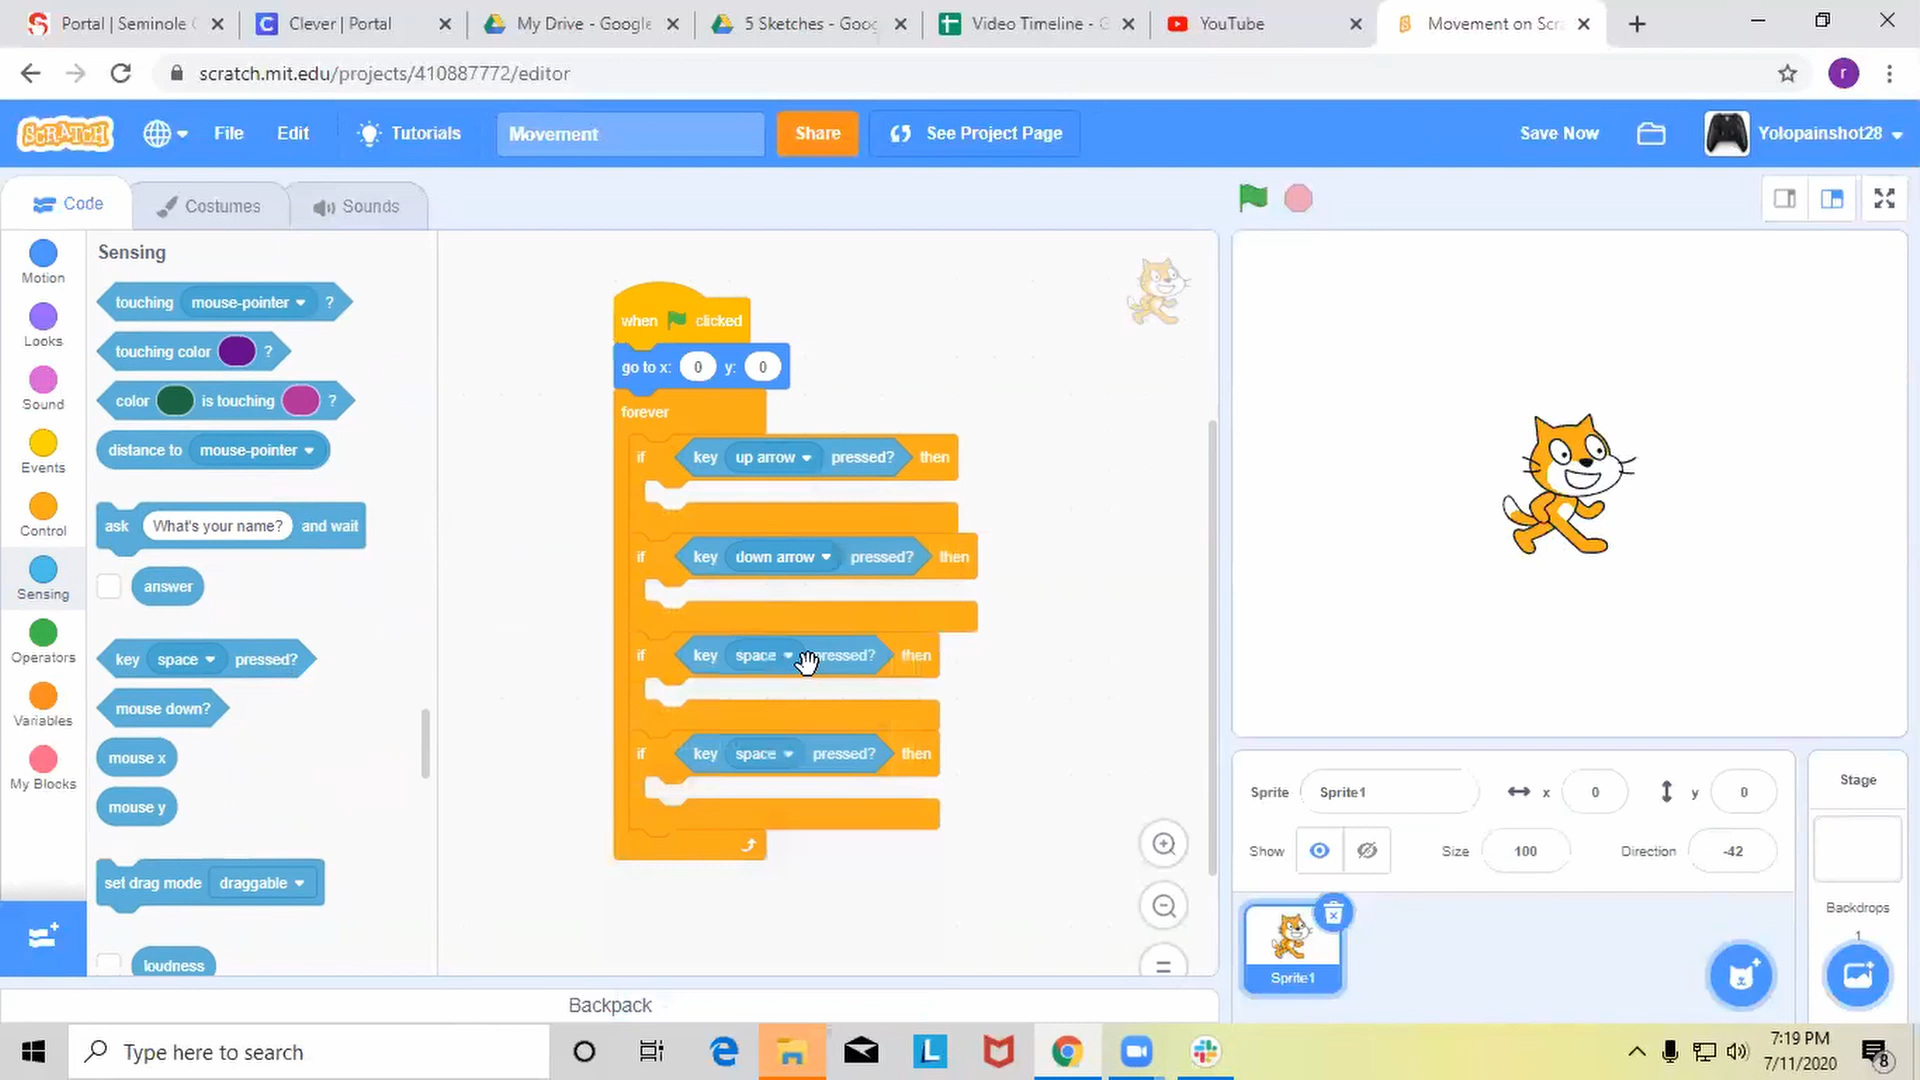 Portal | Seminole
Clever | Portal
My Drive - Google
5 Sketches - Goog
Video Timeline - G
YouTube
Movement on Scra
scratch.mit.edu/projects/410887772/editor
r
SCRATCH
File
Edit
Tutorials
Movement
Share
See Project Page
Save Now
Yolopainshot28
Code
Costumes
Sounds
Motion
Looks
Sound
Events
Control
Sensing
Operators
Variables
My Blocks
Sensing
touching mouse-pointer ?
touching color ?
color is touching ?
distance to mouse-pointer
ask What's your name? and wait
answer
key space pressed?
mouse down?
mouse x
mouse y
set drag mode draggable
loudness
when clicked
go to x: 0 y: 0
forever
if key up arrow pressed? then
if key down arrow pressed? then
if key space pressed? then
if key space pressed? then
Backpack
Sprite Sprite1 x 0 y 0
Show Size 100 Direction -42
Sprite1
Stage
Backdrops
1
Type here to search
L
7:19 PM
7/11/2020
8